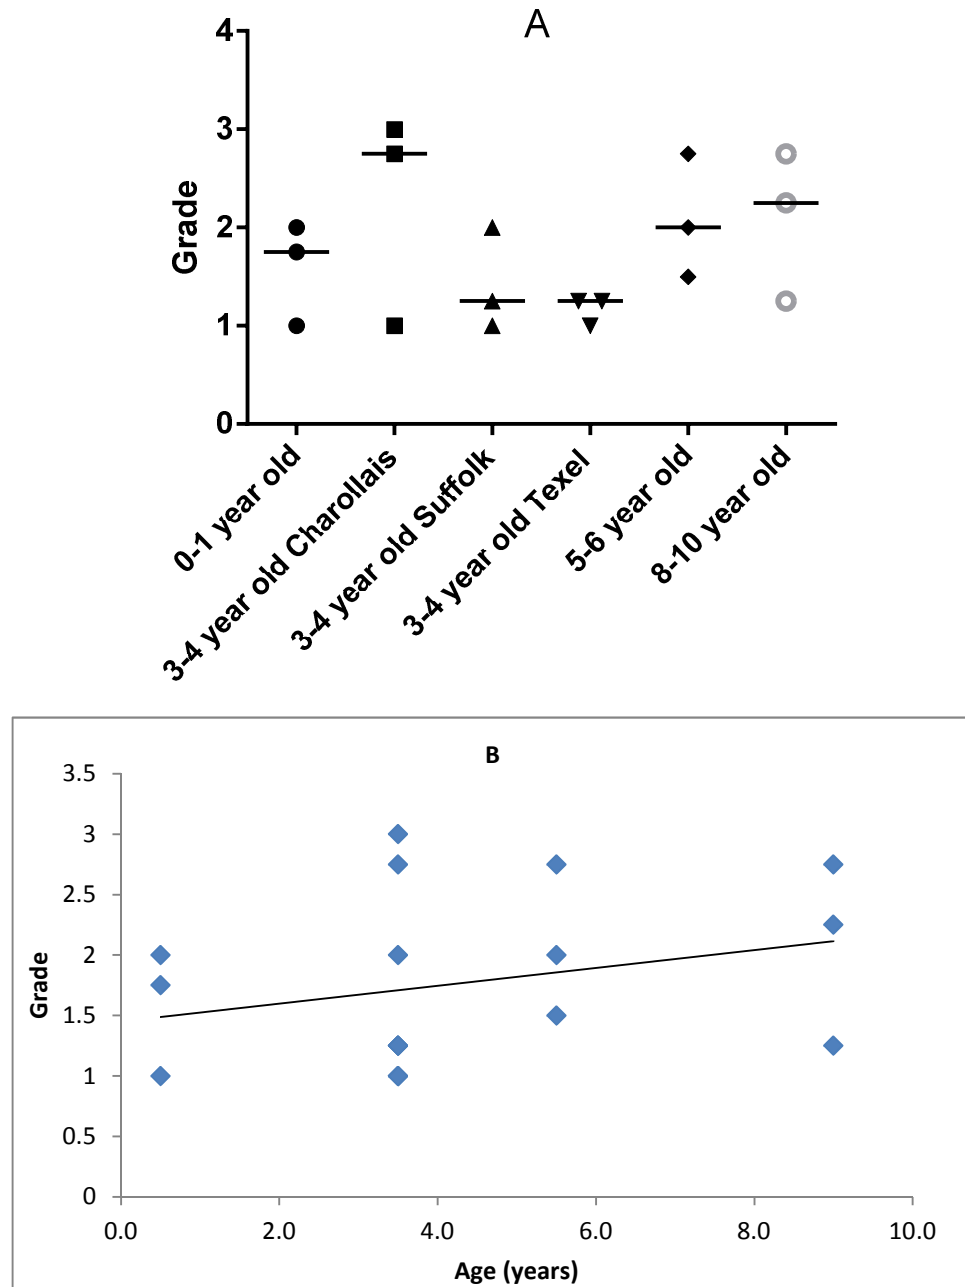 A
4
3
2
1
0
Grade
0-1 year old
3-4 year old Charollais
3-4 year old Suffolk
3-4 year old Texel
5-6 year old
8-10 year old
B
3.5
3
2.5
2
1.5
1
0.5
0
Grade
0.0 2.0 4.0 6.0 8.0 10.0
Age (years)